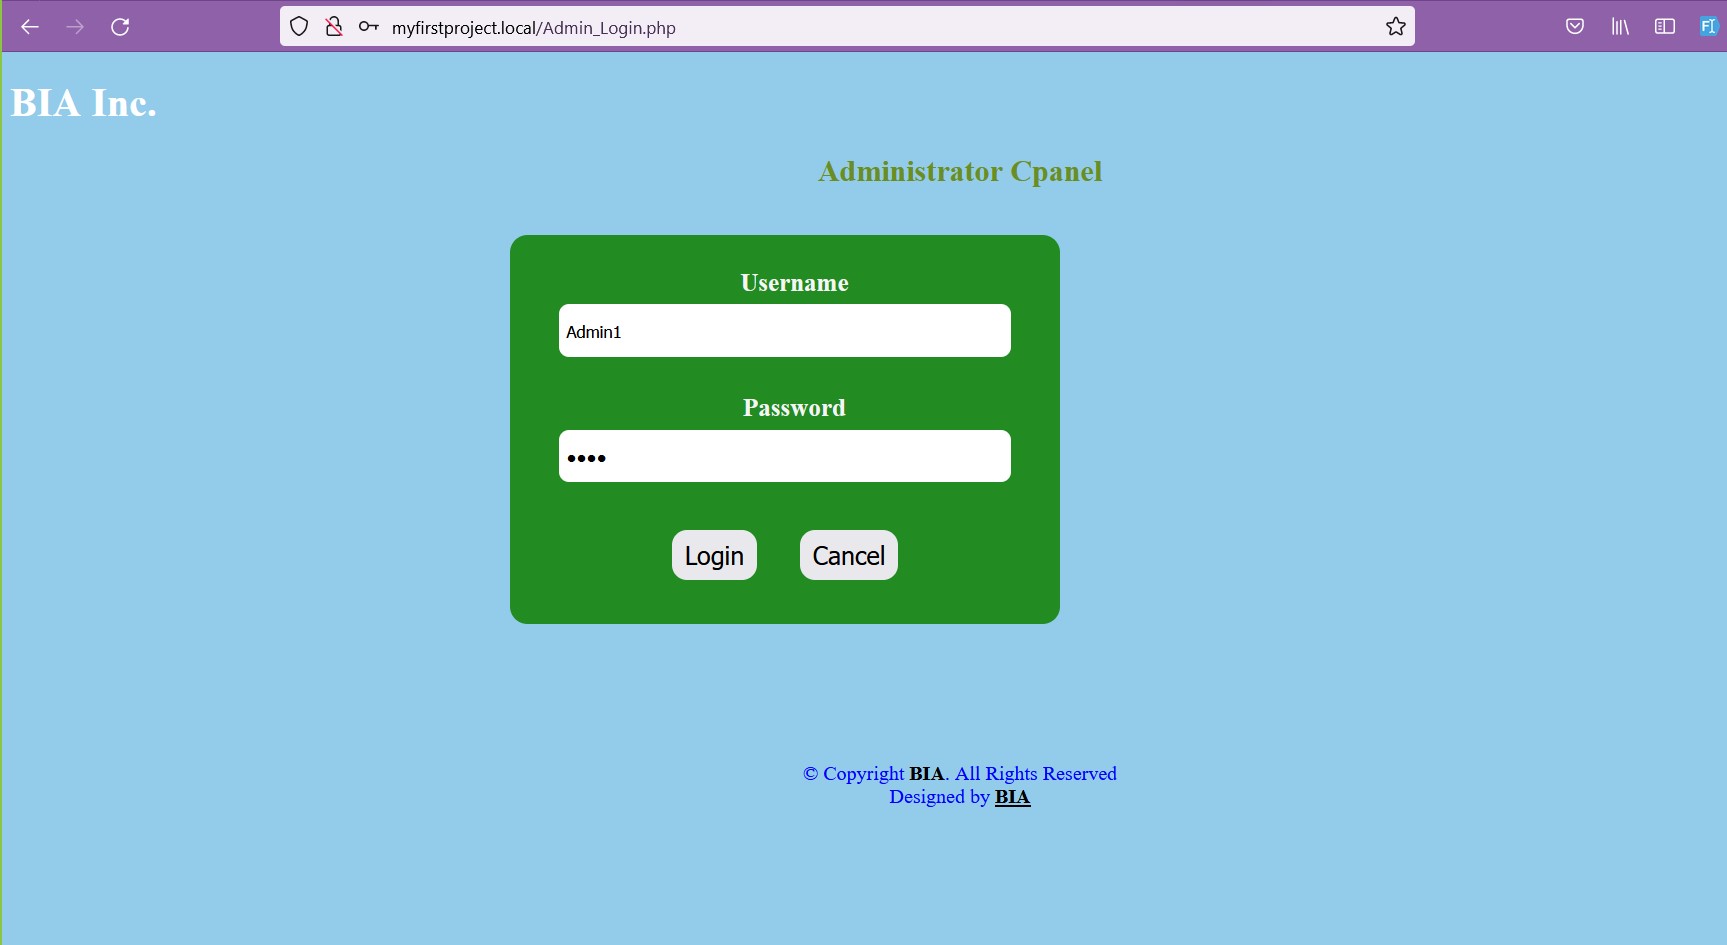 myfirstproject.local/Admin_Login.php
BIA Inc.
Administrator Cpanel
Username
Admin1
Password
••••
Login Cancel
© Copyright BIA. All Rights Reserved
Designed by BIA